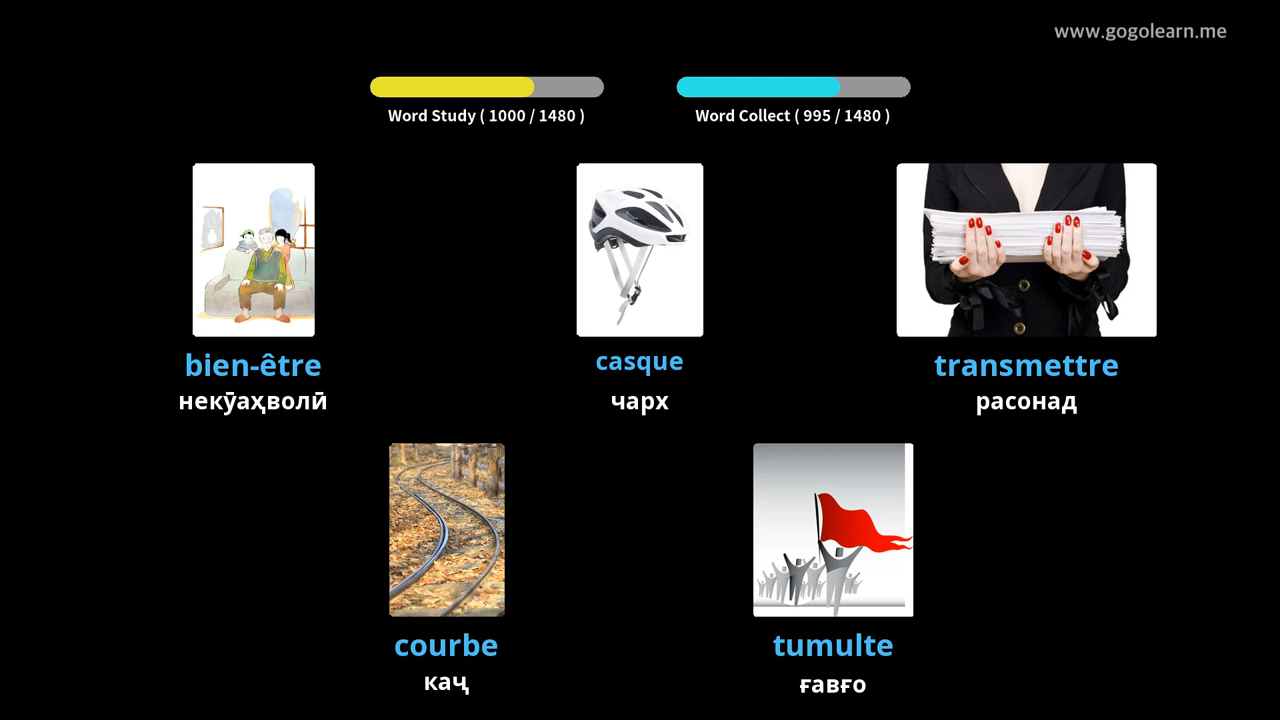 www.gogolearn.me
Word Study ( 1000 / 1480 )
Word Collect ( 995 / 1480 )
bien-être
некӯаҳволӣ
casque
чарх
transmettre
расонад
courbe
каҷ
tumulte
ғавғо